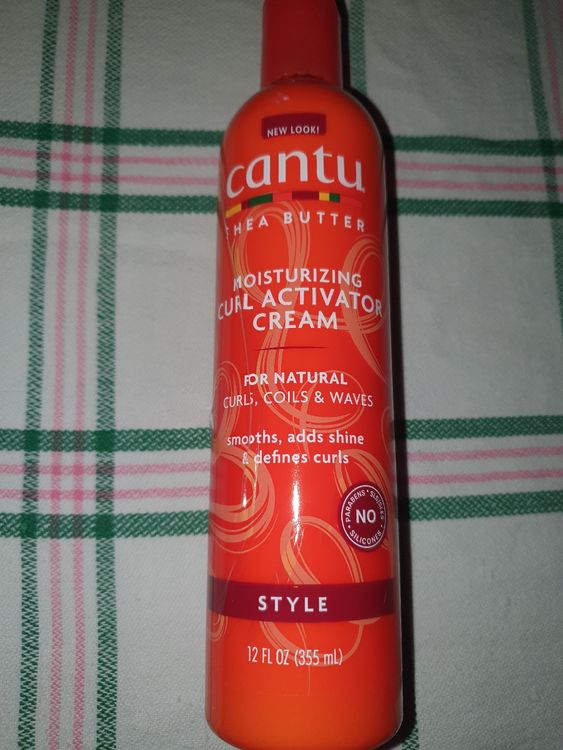 NEW LOOK!
cantu
SHEA BUTTER
MOISTURIZING
CURL ACTIVATOR
CREAM
FOR NATURAL
CURLS, COILS & WAVES
smooths, adds shine
& defines curls
PARABENS • SULFATES
NO
SILICONES
STYLE
12 FL OZ (355 mL)